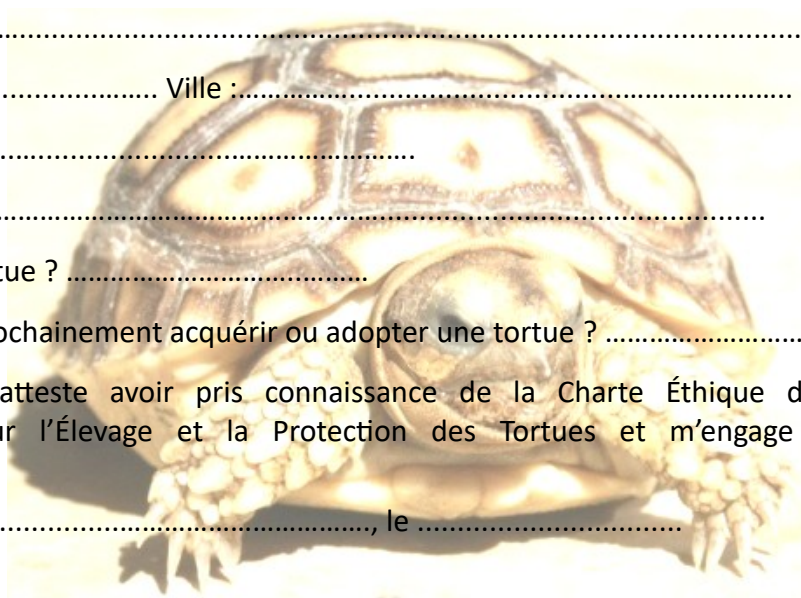 ....................................................................................................
..................... Ville :..........................................................................
.......................................................
....................................................................................................
tue ? ........................................
ochainement acquérir ou adopter une tortue ? ..........................
atteste avoir pris connaissance de la Charte Éthique d
ur l’Élevage et la Protection des Tortues et m’engage
.................................................., le ...................................